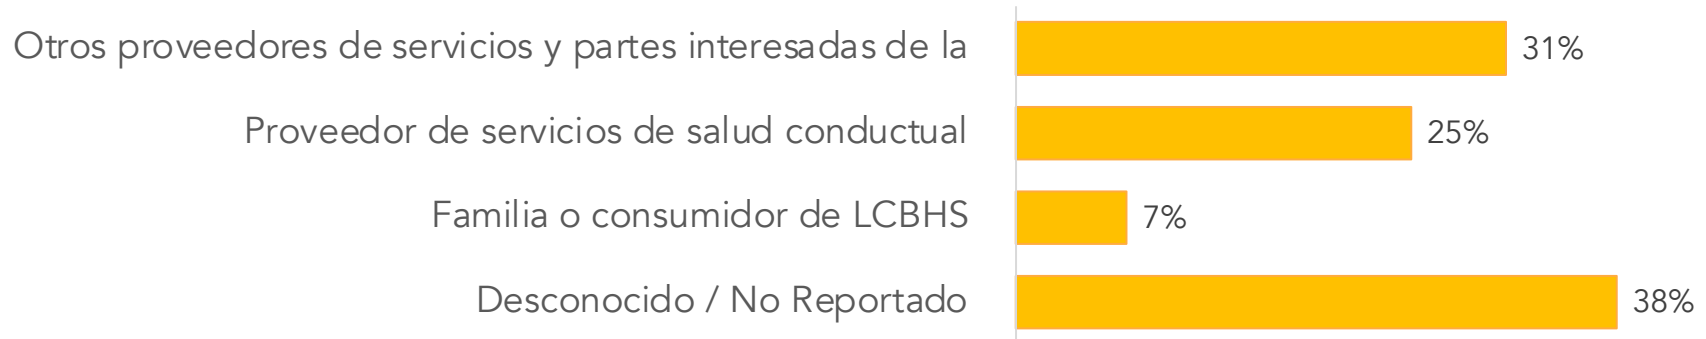 Otros proveedores de servicios y partes interesadas de la 31%
Proveedor de servicios de salud conductual 25%
Familia o consumidor de LCBHS 7%
Desconocido / No Reportado 38%